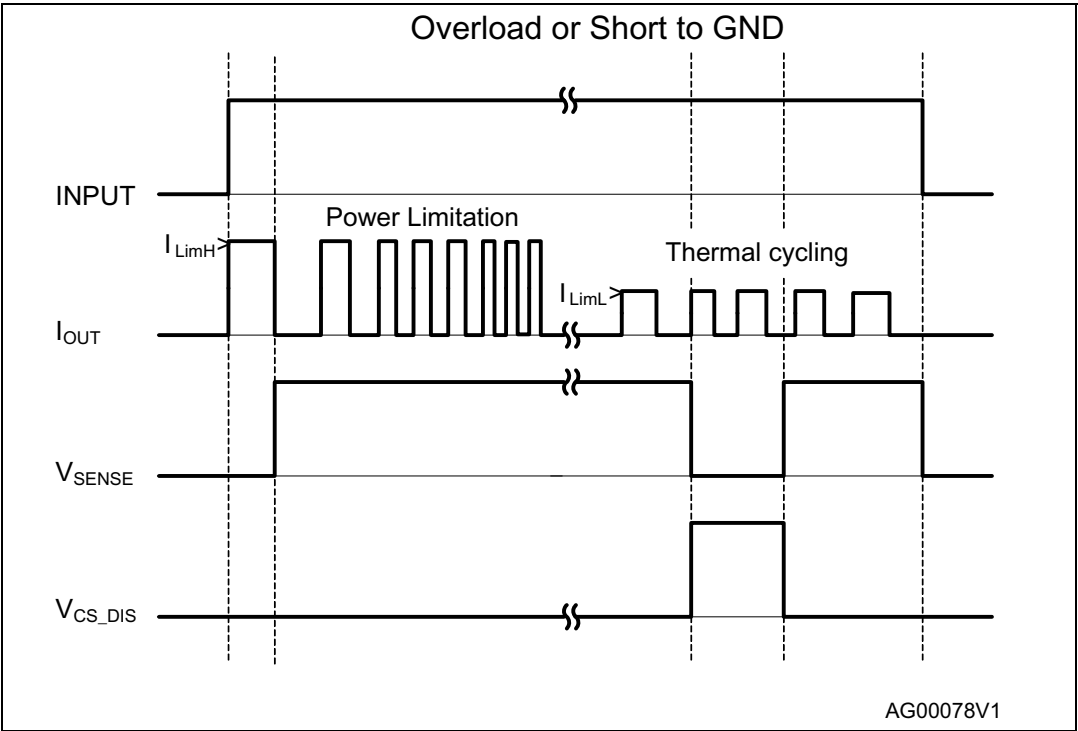 Overload or Short to GND
INPUT
Power Limitation
I LimH
Thermal cycling
I LimL
IOUT
VSENSE
VCS_DIS
AG00078V1